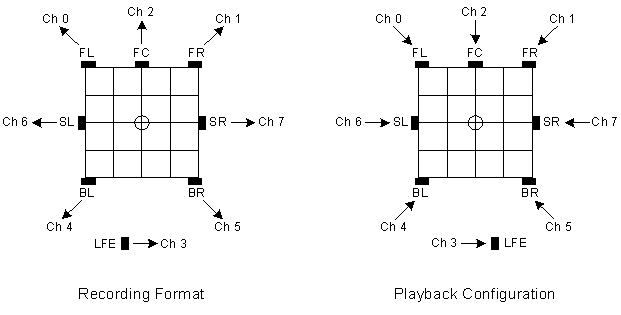 Ch 0
Ch 2
Ch 1
FL
FC
FR
Ch 6
SL
SR
Ch 7
BL
BR
Ch 4
Ch 5
LFE
Ch 3
Recording Format
Ch 0
Ch 2
Ch 1
FL
FC
FR
Ch 6
SL
SR
Ch 7
BL
BR
Ch 4
Ch 5
Ch 3
LFE
Playback Configuration